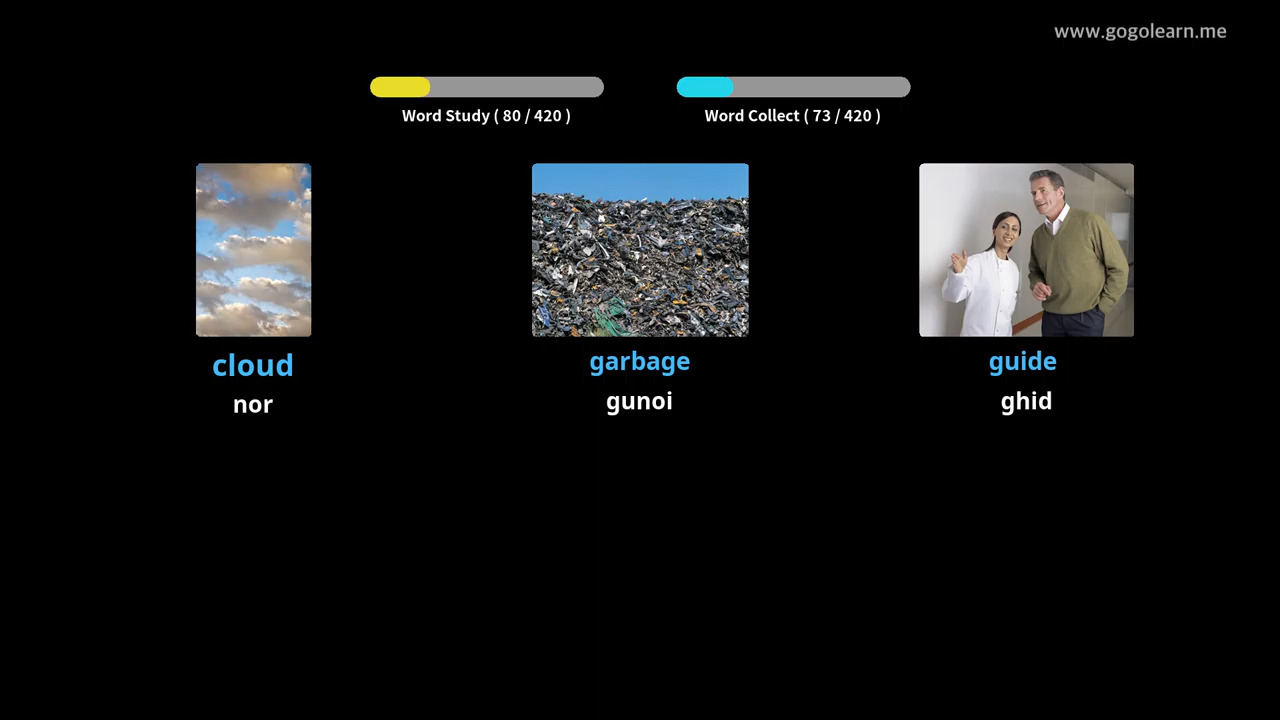 www.gogolearn.me
Word Study ( 80 / 420 )
Word Collect ( 73 / 420 )
cloud
nor
garbage
gunoi
guide
ghid